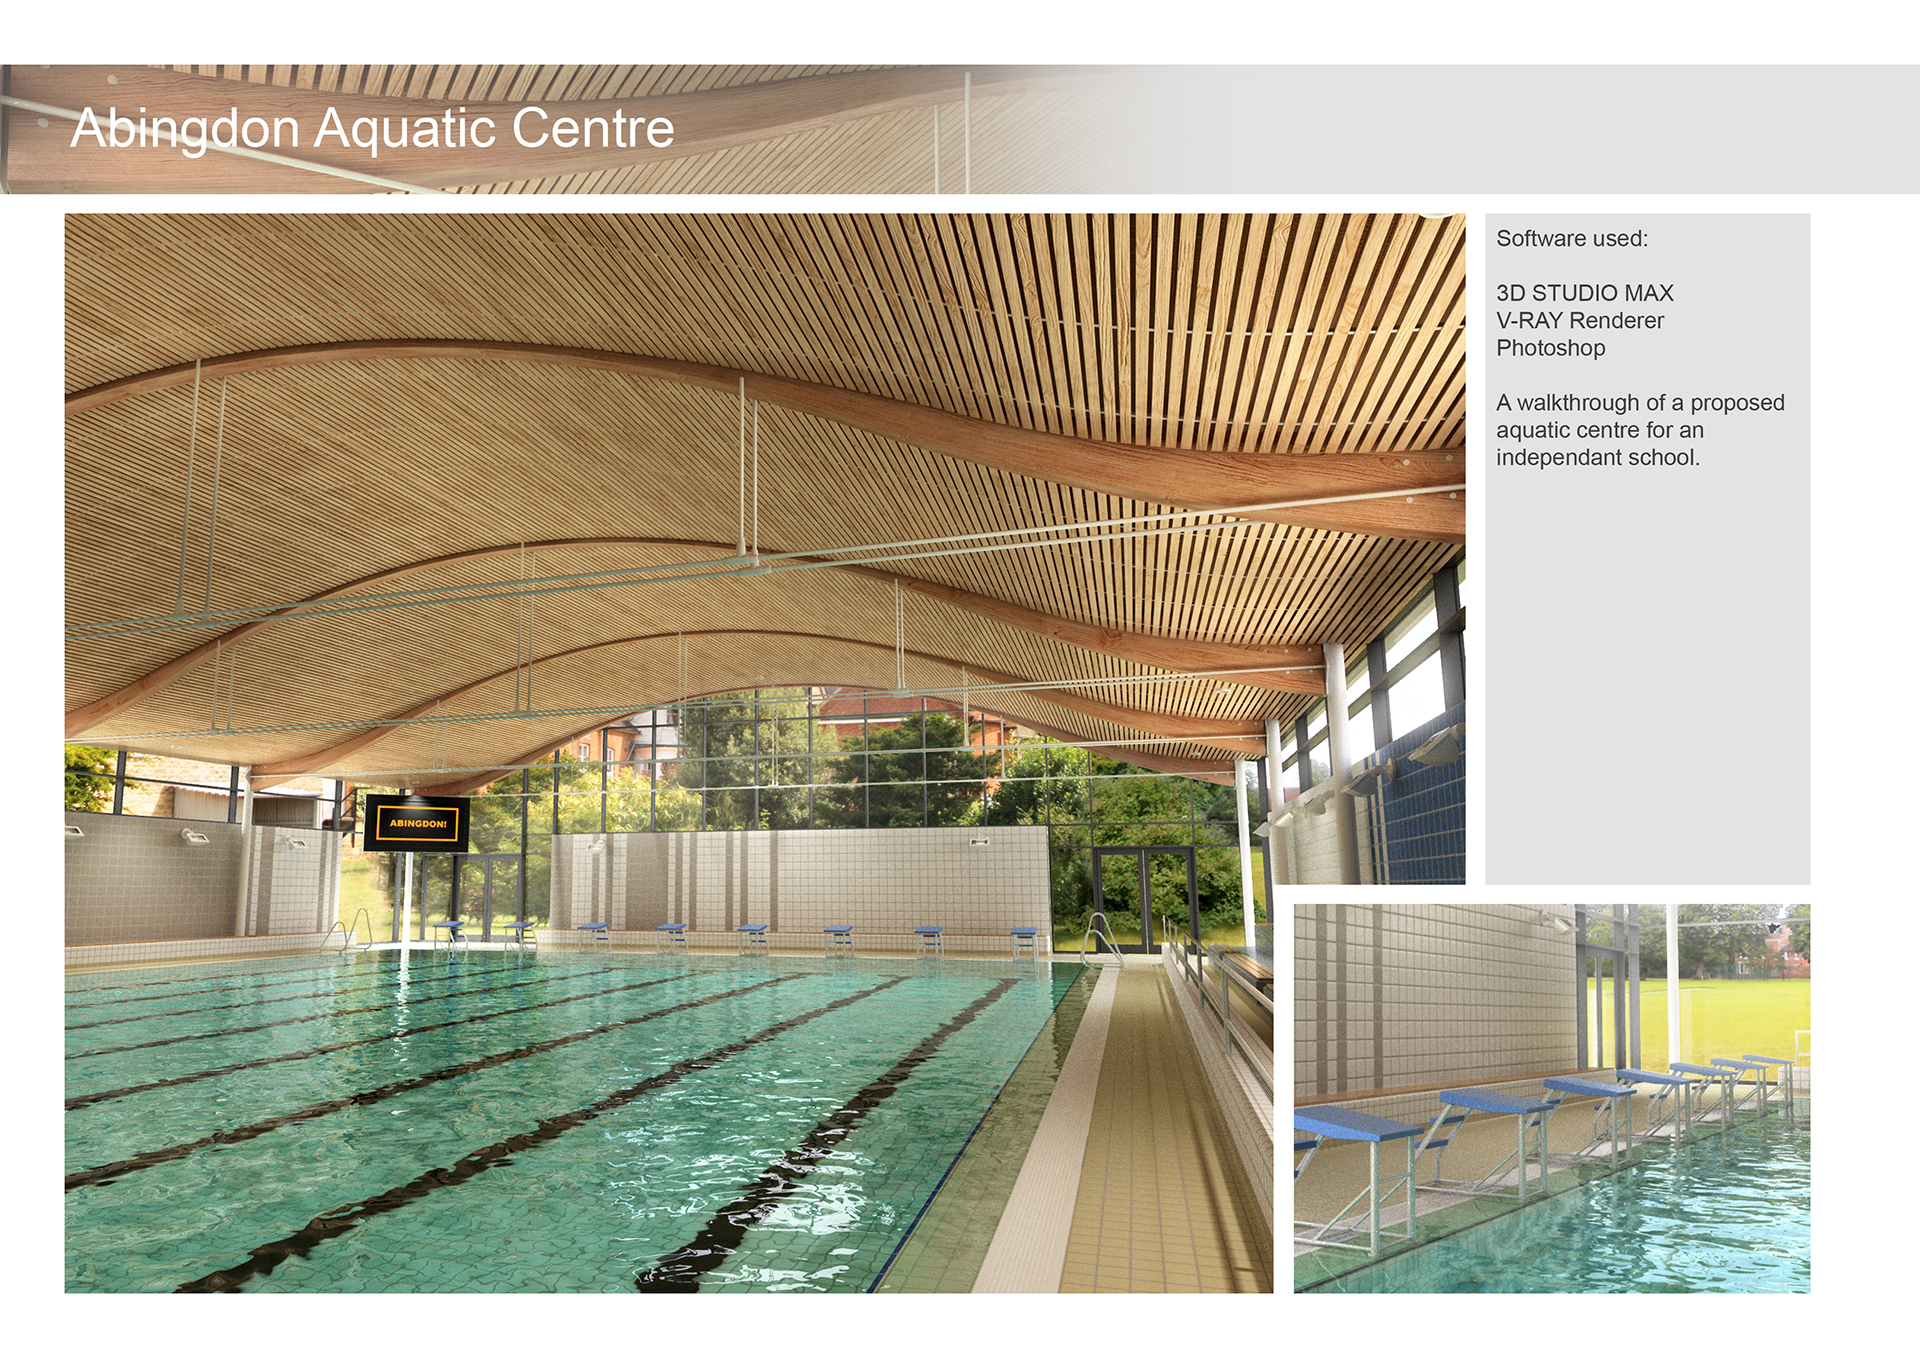 Abingdon Aquatic Centre
Software used:
3D STUDIO MAX
V-RAY Renderer
Photoshop
A walkthrough of a proposed
aquatic centre for an
independant school.
ABINGDON!